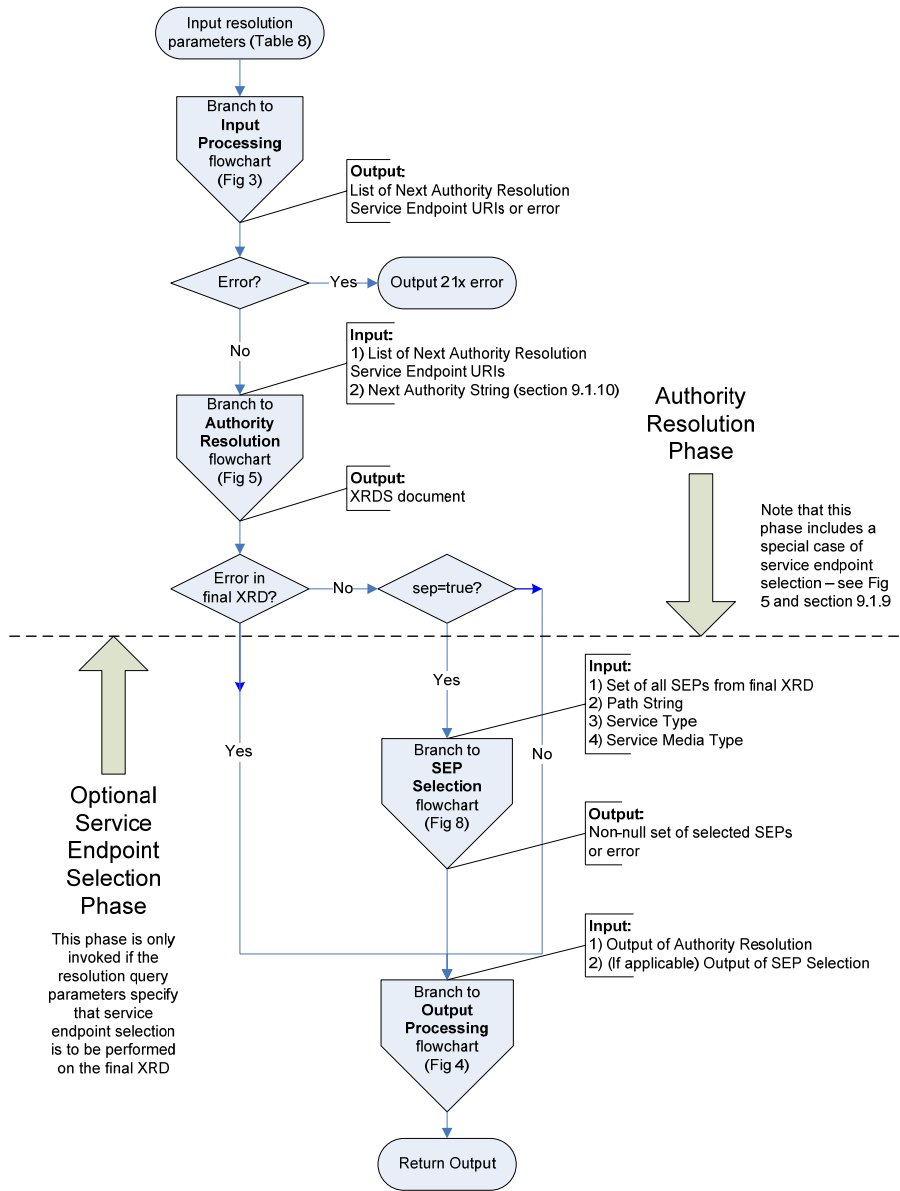 Input resolution
parameters (Table 8)
Branch to
Input
Processing
flowchart
(Fig 3)
Output:
List of Next Authority Resolution
Service Endpoint URIs or error
Error?
Yes
Output 21x error
No
Input:
1) List of Next Authority Resolution
Service Endpoint URIs
2) Next Authority String (section 9.1.10)
Branch to
Authority
Resolution
flowchart
(Fig 5)
Output:
XRDS document
Authority
Resolution
Phase
Note that this
phase includes a
special case of
service endpoint
selection – see Fig
5 and section 9.1.9
Error in
final XRD?
No
sep=true?
Yes
Yes
No
Input:
1) Set of all SEPs from final XRD
2) Path String
3) Service Type
4) Service Media Type
Branch to
SEP
Selection
flowchart
(Fig 8)
Output:
Non-null set of selected SEPs
or error
Optional
Service
Endpoint
Selection
Phase
This phase is only
invoked if the
resolution query
parameters specify
that service
endpoint selection
is to be performed
on the final XRD
Input:
1) Output of Authority Resolution
2) (If applicable) Output of SEP Selection
Branch to
Output
Processing
flowchart
(Fig 4)
Return Output